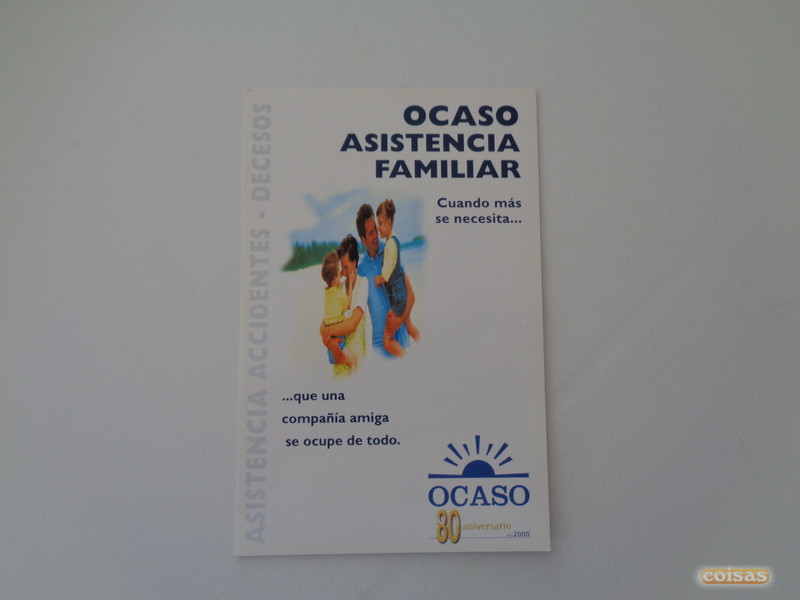 OCASO
ASISTENCIA
FAMILIAR
Cuando más
se necesita...
ASISTENCIA ACCIDENTES - DECESOS
...que una
compañía amiga
se ocupe de todo.
OCASO
80 aniversario
2000
coisas